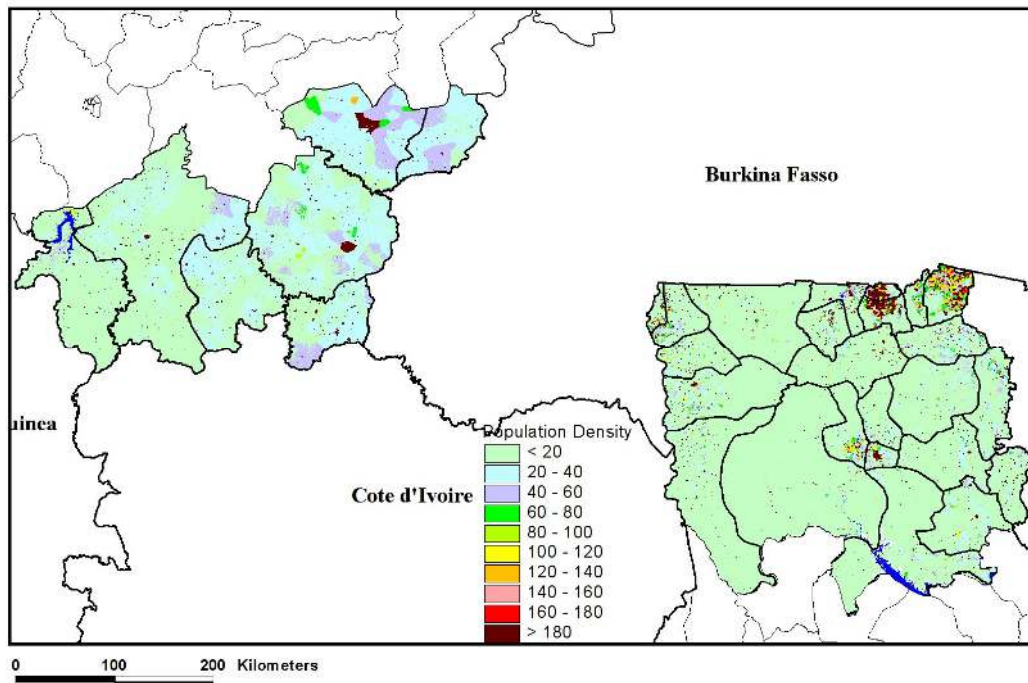 Burkina Fasso
uinea
Population Density
< 20
20 - 40
Cote d'Ivoire
40 - 60
60 - 80
80 - 100
100 - 120
120 - 140
140 - 160
160 - 180
> 180
0 100 200 Kilometers